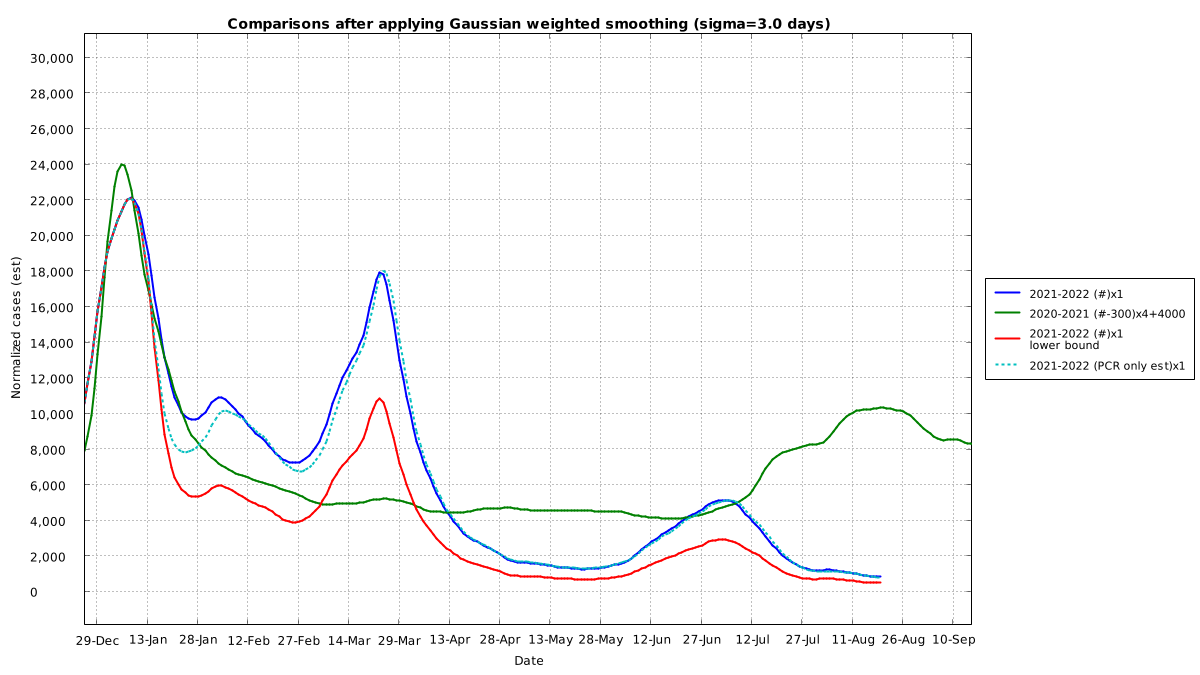 Comparisons after applying Gaussian weighted smoothing (sigma=3.0 days)
Normalized cases (est)
30,000
28,000
26,000
24,000
22,000
20,000
18,000
16,000
14,000
12,000
10,000
8,000
6,000
4,000
2,000
0
29-Dec 13-Jan 28-Jan 12-Feb 27-Feb 14-Mar 29-Mar 13-Apr 28-Apr 13-May 28-May 12-Jun 27-Jun 12-Jul 27-Jul 11-Aug 26-Aug 10-Sep
Date
2021-2022 (#)x1
2020-2021 (#-300)x4+4000
2021-2022 (#)x1
lower bound
2021-2022 (PCR only est)x1